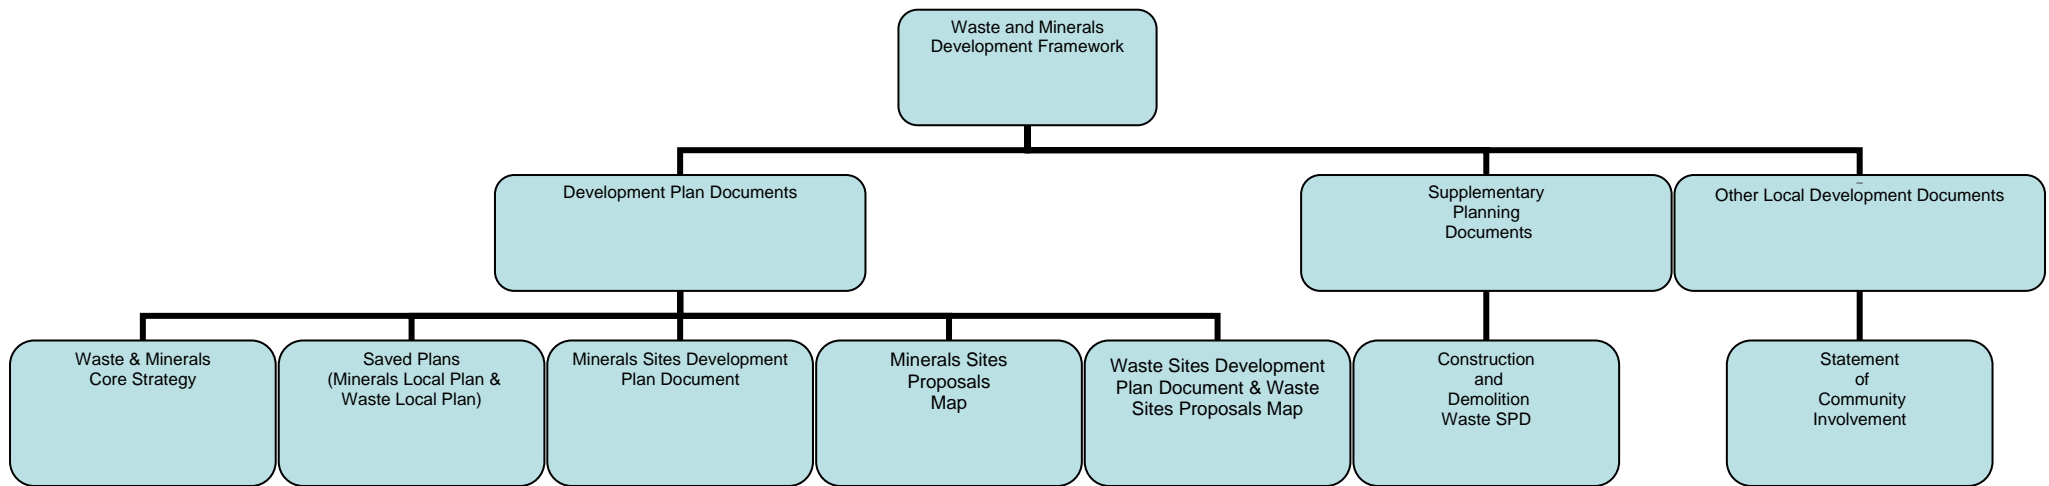 Waste and Minerals
Development Framework
Development Plan Documents
Supplementary
Planning
Documents
Other Local Development Documents
Waste & Minerals
Core Strategy
Saved Plans
(Minerals Local Plan &
Waste Local Plan)
Minerals Sites Development
Plan Document
Minerals Sites
Proposals
Map
Waste Sites Development
Plan Document & Waste
Sites Proposals Map
Construction
and
Demolition
Waste SPD
Statement
of
Community
Involvement